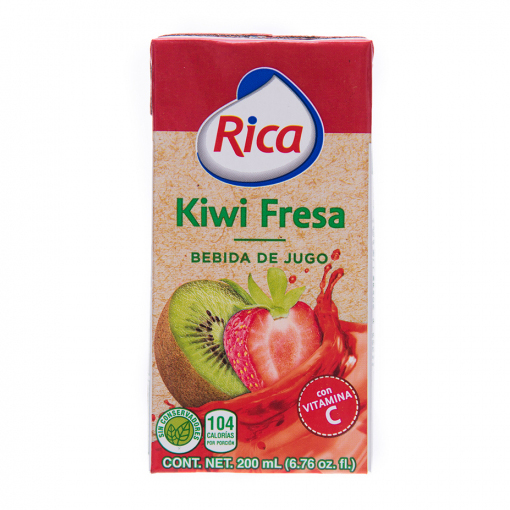 Rica
Kiwi Fresa
BEBIDA DE JUGO
con
VITAMINA
C
SIN CONSERVADORES
104
CALORÍAS
POR PORCIÓN
CONT. NET. 200 mL (6.76 oz. fl.)